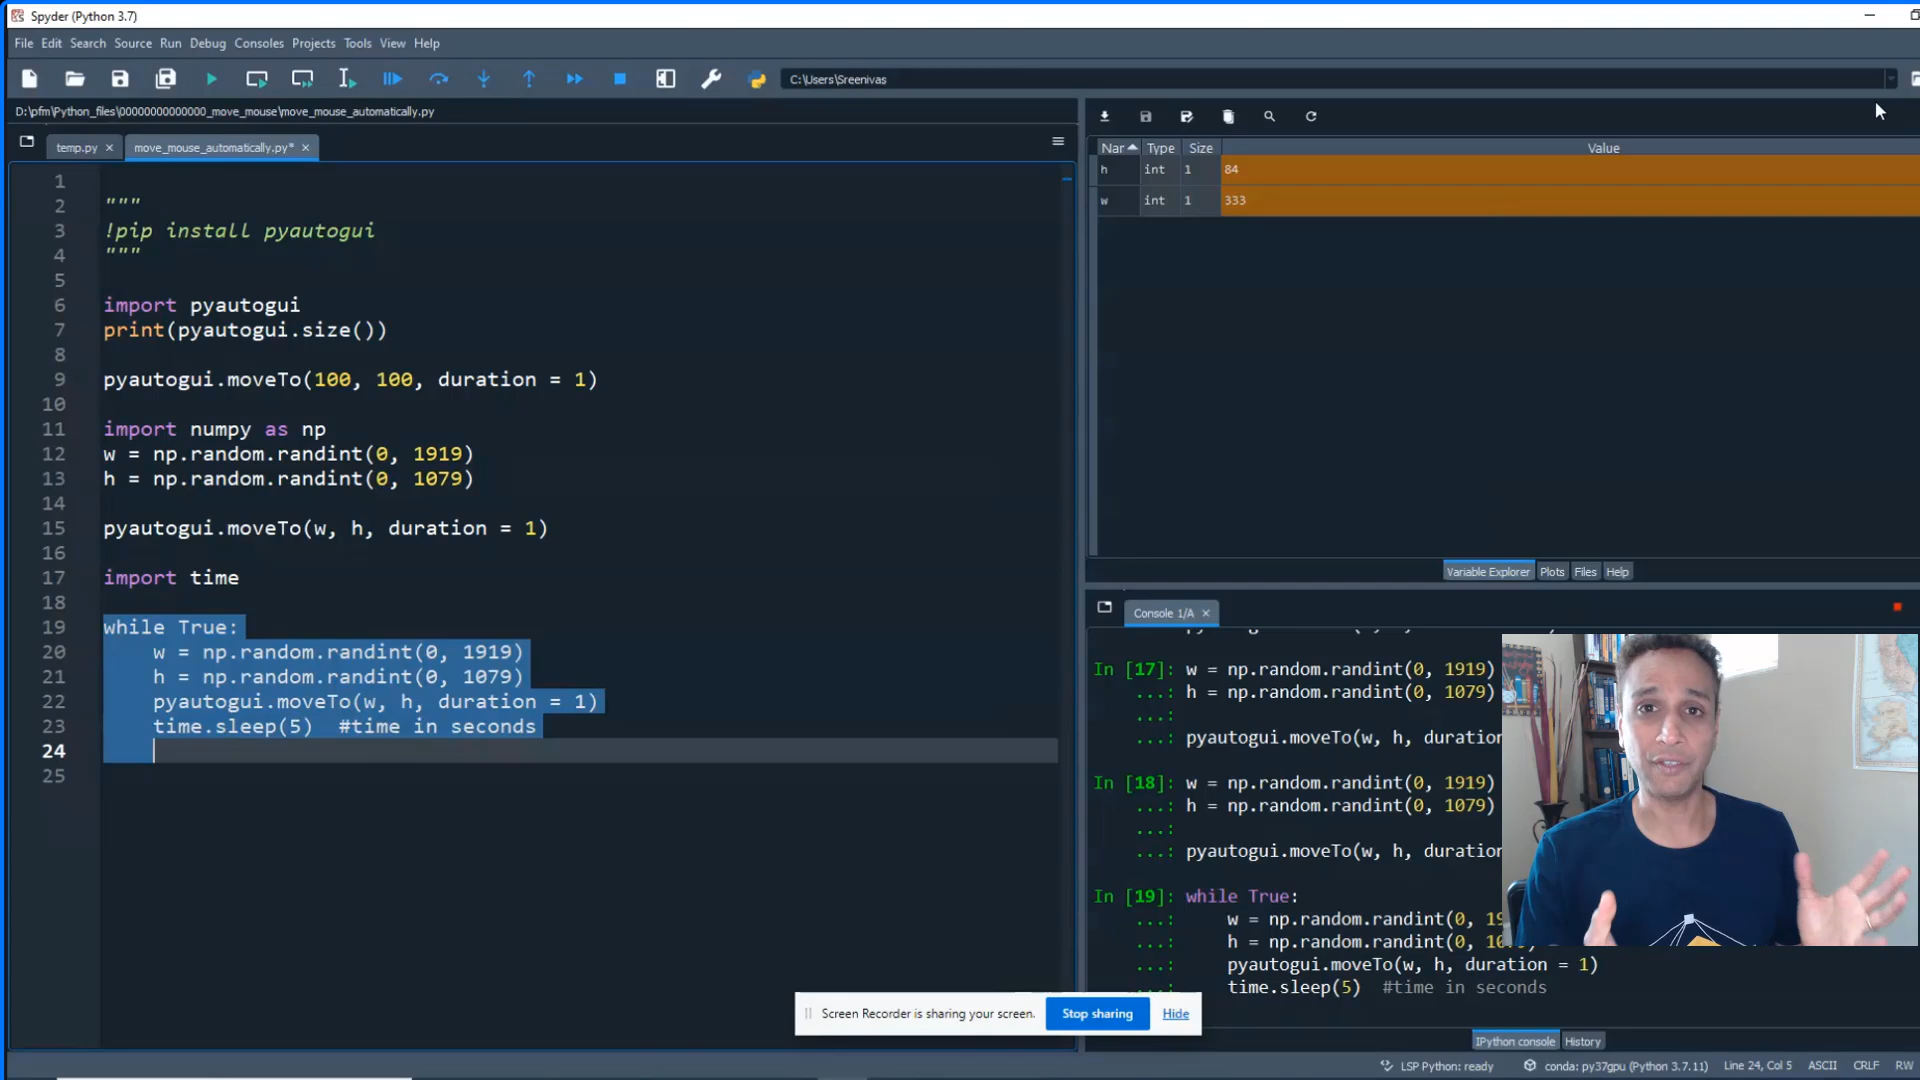 Spyder (Python 3.7)
File Edit Search Source Run Debug Consoles Projects Tools View Help
C:\Users\Sreenivas
D:\pfm\Python_files\00000000000000_move_mouse\move_mouse_automatically.py
temp.py
move_mouse_automatically.py*
1
2 """
3 !pip install pyautogui
4 """
5
6 import pyautogui
7 print(pyautogui.size())
8
9 pyautogui.moveTo(100, 100, duration = 1)
10
11 import numpy as np
12 w = np.random.randint(0, 1919)
13 h = np.random.randint(0, 1079)
14
15 pyautogui.moveTo(w, h, duration = 1)
16
17 import time
18
19 while True:
20 w = np.random.randint(0, 1919)
21 h = np.random.randint(0, 1079)
22 pyautogui.moveTo(w, h, duration = 1)
23 time.sleep(5) #time in seconds
24
25
Nar Type Size Value
h int 1 84
w int 1 333
Variable Explorer Plots Files Help
Console 1/A
In [17]: w = np.random.randint(0, 1919)
...: h = np.random.randint(0, 1079)
...:
...: pyautogui.moveTo(w, h, duration
In [18]: w = np.random.randint(0, 1919)
...: h = np.random.randint(0, 1079)
...:
...: pyautogui.moveTo(w, h, duration
In [19]: while True:
...: w = np.random.randint(0, 19
...: h = np.random.randint(0, 1079)
...: pyautogui.moveTo(w, h, duration = 1)
...: time.sleep(5) #time in seconds
Screen Recorder is sharing your screen. Stop sharing Hide
IPython console History
LSP Python: ready conda: py37gpu (Python 3.7.11) Line 24, Col 5 ASCII CRLF RW